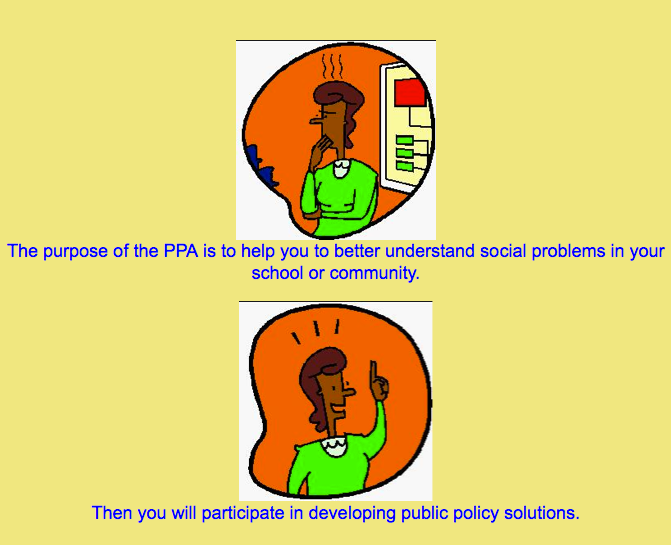 The purpose of the PPA is to help you to better understand social problems in your
school or community.
Then you will participate in developing public policy solutions.